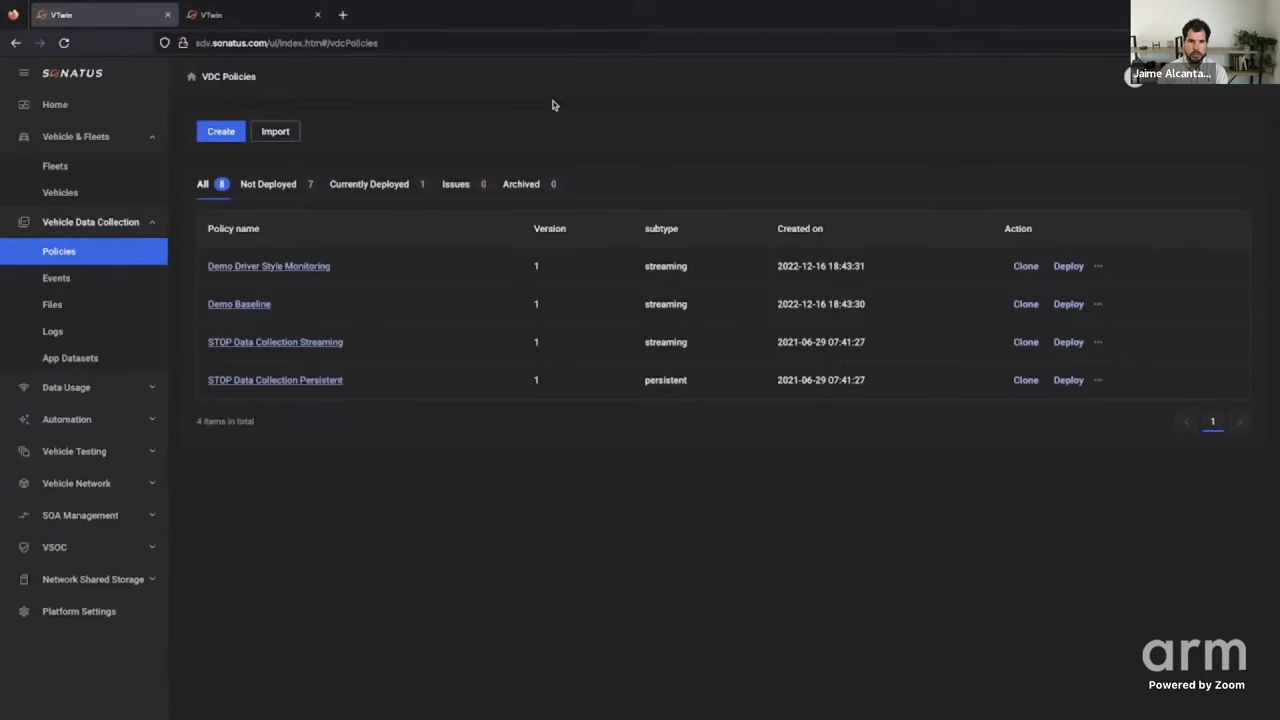 VTwin
VTwin
sdv.sonatus.com/ui/index.htm#/vdcPolicies
Jaime Alcanta...
SONATUS
VDC Policies
Home
Vehicle & Fleets
Fleets
Vehicles
Vehicle Data Collection
Policies
Events
Files
Logs
App Datasets
Data Usage
Automation
Vehicle Testing
Vehicle Network
SOA Management
VSOC
Network Shared Storage
Platform Settings
Create Import
All 8 Not Deployed 7 Currently Deployed 1 Issues 0 Archived 0
Policy name Version subtype Created on Action
Demo Driver Style Monitoring 1 streaming 2022-12-16 18:43:31 Clone Deploy ...
Demo Baseline 1 streaming 2022-12-16 18:43:30 Clone Deploy ...
STOP Data Collection Streaming 1 streaming 2021-06-29 07:41:27 Clone Deploy ...
STOP Data Collection Persistent 1 persistent 2021-06-29 07:41:27 Clone Deploy ...
4 items in total
< 1 >
arm
Powered by Zoom